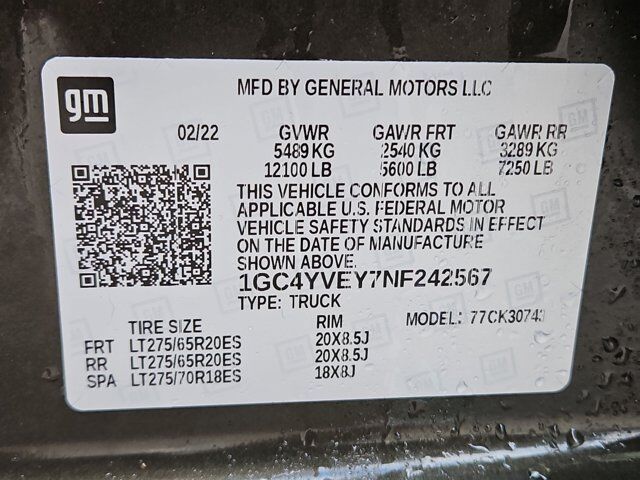 gm
MFD BY GENERAL MOTORS LLC
02/22 GVWR GAWR FRT GAWR RR
5489 KG 2540 KG 3289 KG
12100 LB 5600 LB 7250 LB
THIS VEHICLE CONFORMS TO ALL
APPLICABLE U.S. FEDERAL MOTOR
VEHICLE SAFETY STANDARDS IN EFFECT
ON THE DATE OF MANUFACTURE
SHOWN ABOVE.
1GC4YVEY7NF242567
TYPE: TRUCK
MODEL: 77CK30743
TIRE SIZE RIM
FRT LT275/65R20ES 20X8.5J
RR LT275/65R20ES 20X8.5J
SPA LT275/70R18ES 18X8J